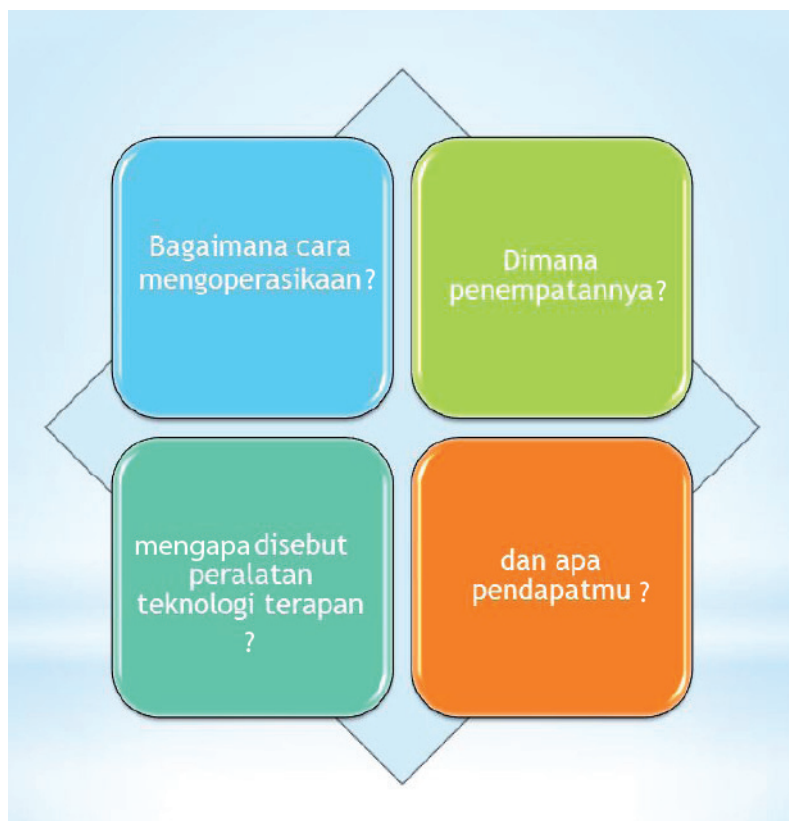 Bagaimana cara
mengoperasikaan?
Dimana
penempatannya?
mengapa disebut
peralatan
teknologi terapan
?
dan apa
pendapatmu ?